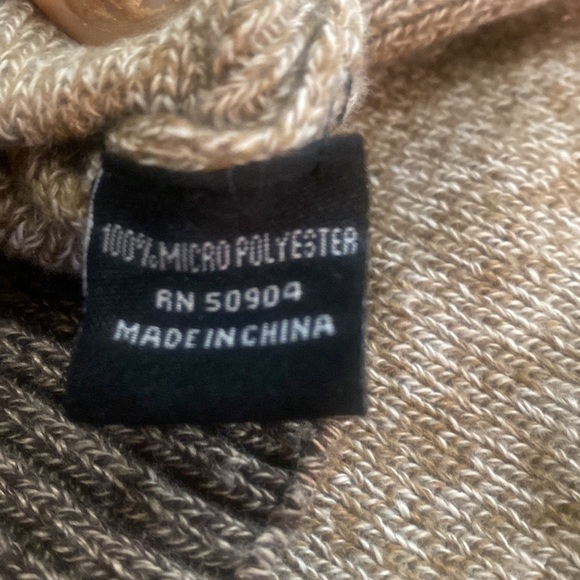 100% MICRO POLYESTER
RN 50904
MADE IN CHINA